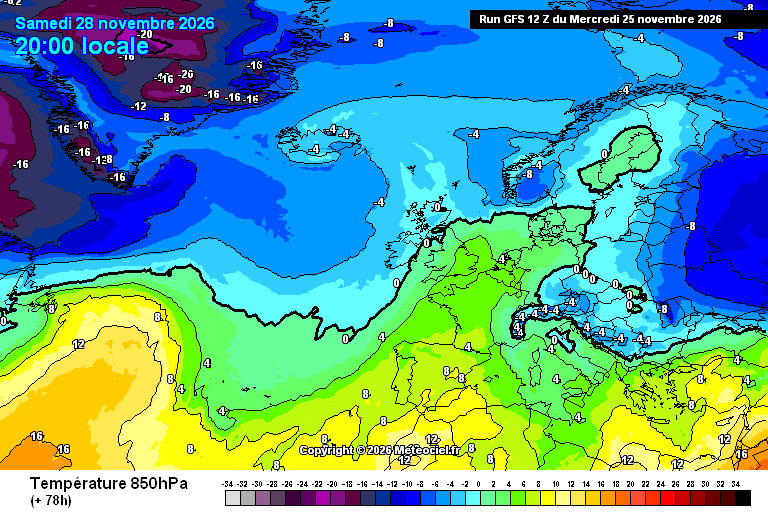 Samedi 28 novembre 2026
20:00 locale
Run GFS 12 Z du Mercredi 25 novembre 2026
Copyright © 2026 Meteociel.fr
Température 850hPa
(+ 78h)
-34 -32 -30 -28 -26 -24 -22 -20 -18 -16 -14 -12 -10 -8 -6 -4 -2 0 2 4 6 8 10 12 14 16 18 20 22 24 26 28 30 32 34